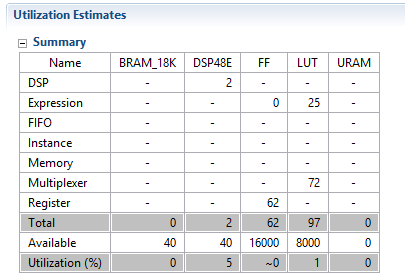 Utilization Estimates
Summary
Name BRAM_18K DSP48E FF LUT URAM
DSP - 2 - - -
Expression - - 0 25 -
FIFO - - - - -
Instance - - - - -
Memory - - - - -
Multiplexer - - - 72 -
Register - - 62 - -
Total 0 2 62 97 0
Available 40 40 16000 8000 0
Utilization (%) 0 5 ~0 1 0